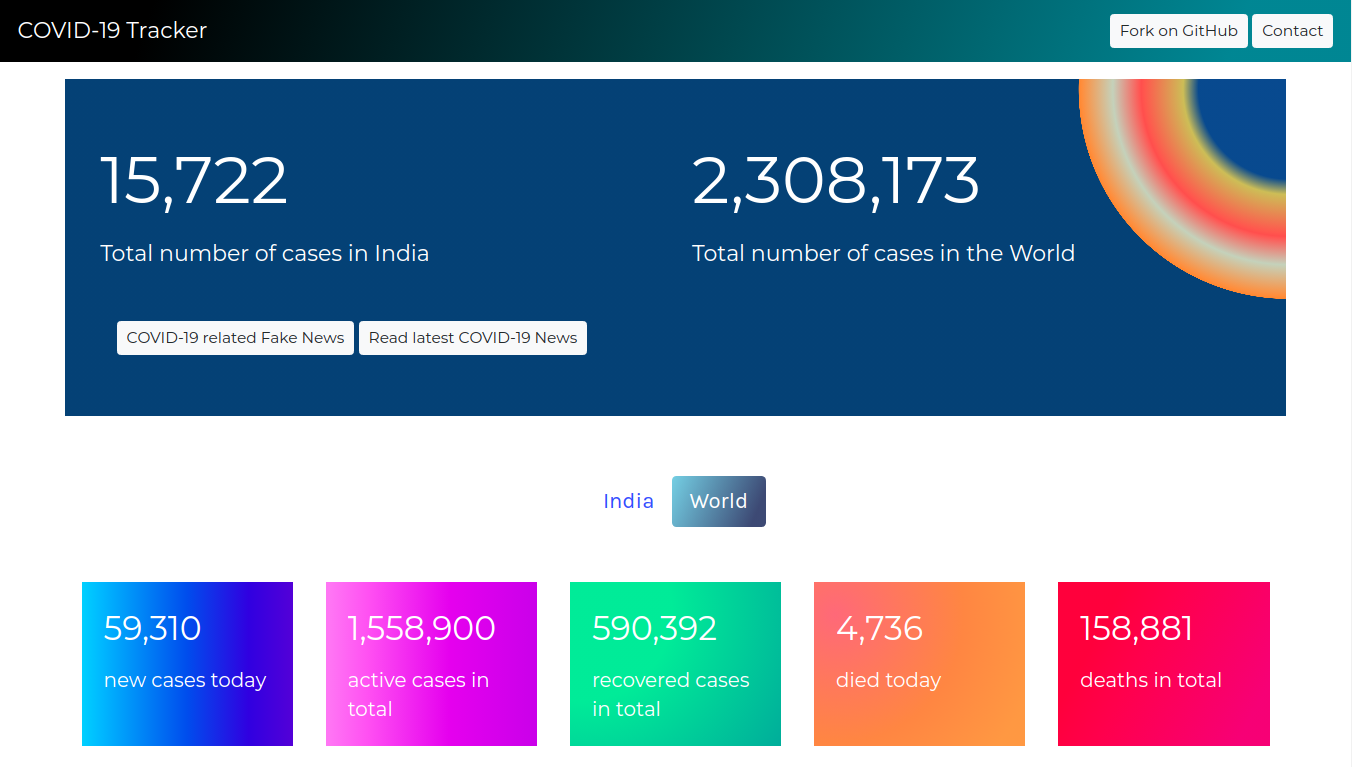 COVID-19 Tracker
Fork on GitHub
Contact
15,722
2,308,173
Total number of cases in India
Total number of cases in the World
COVID-19 related Fake News
Read latest COVID-19 News
India
World
59,310
new cases today
1,558,900
active cases in
total
590,392
recovered cases
in total
4,736
died today
158,881
deaths in total